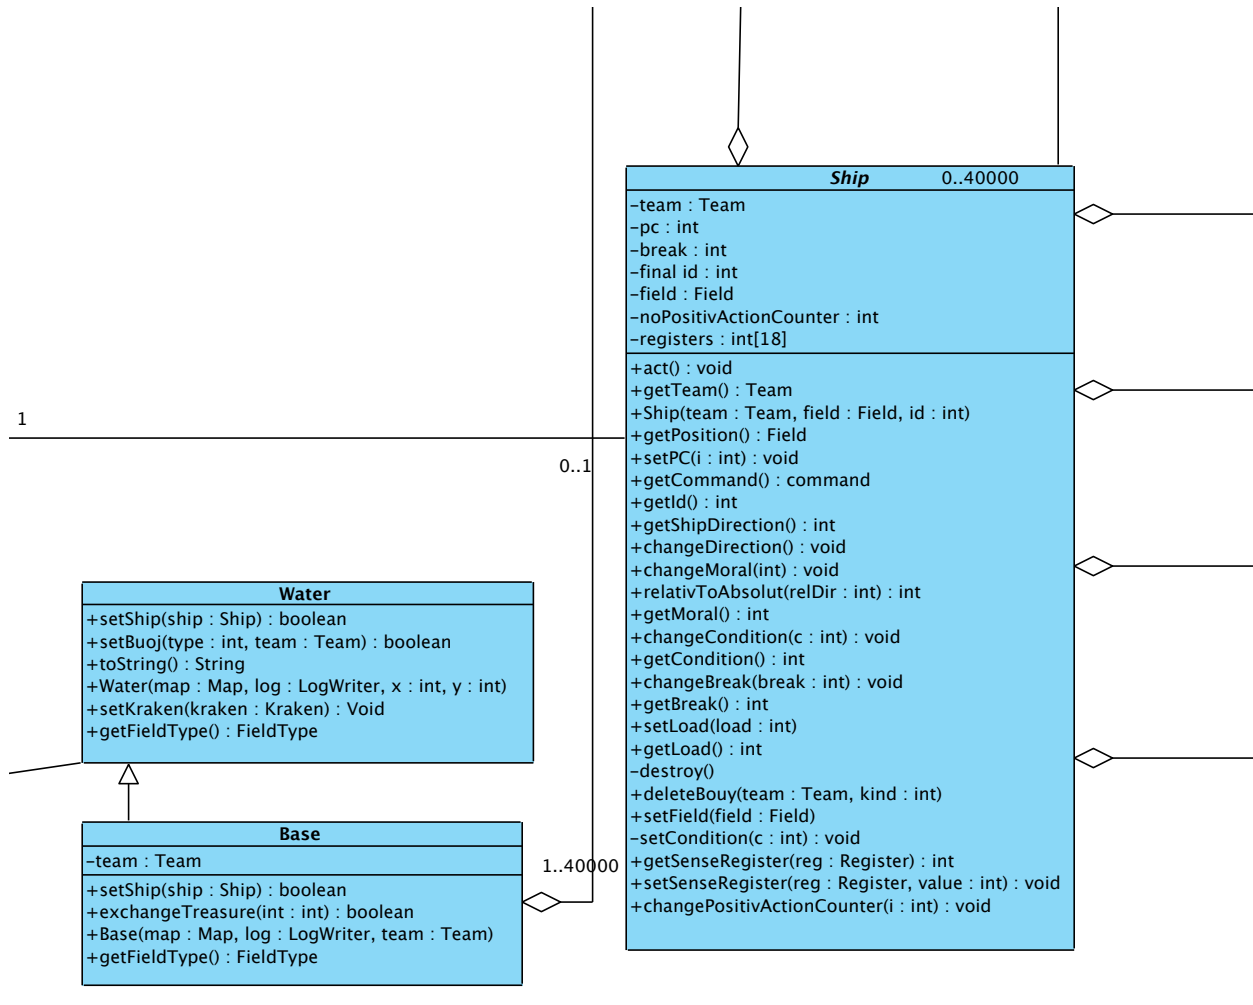 Ship 0..40000
-team : Team
-pc : int
-break : int
-final id : int
-field : Field
-noPositivActionCounter : int
-registers : int[18]
+act() : void
+getTeam() : Team
+Ship(team : Team, field : Field, id : int)
+getPosition() : Field
+setPC(i : int) : void
+getCommand() : command
+getId() : int
+getShipDirection() : int
+changeDirection() : void
+changeMoral(int) : void
+relativToAbsolut(relDir : int) : int
+getMoral() : int
+changeCondition(c : int) : void
+getCondition() : int
+changeBreak(break : int) : void
+getBreak() : int
+setLoad(load : int)
+getLoad() : int
-destroy()
+deleteBouy(team : Team, kind : int)
+setField(field : Field)
-setCondition(c : int) : void
+getSenseRegister(reg : Register) : int
+setSenseRegister(reg : Register, value : int) : void
+changePositivActionCounter(i : int) : void
1
0..1
Water
+setShip(ship : Ship) : boolean
+setBuoj(type : int, team : Team) : boolean
+toString() : String
+Water(map : Map, log : LogWriter, x : int, y : int)
+setKraken(kraken : Kraken) : Void
+getFieldType() : FieldType
Base
-team : Team
+setShip(ship : Ship) : boolean
+exchangeTreasure(int : int) : boolean
+Base(map : Map, log : LogWriter, team : Team)
+getFieldType() : FieldType
1..40000